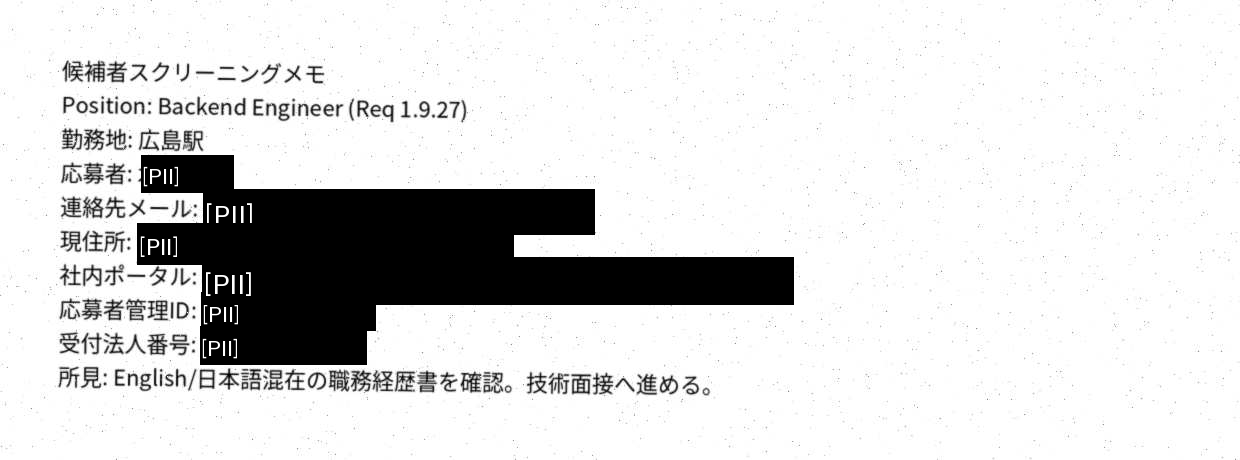 候補者スクリーニングメモ
Position: Backend Engineer (Req 1.9.27)
勤務地: 広島駅
応募者: [PII]
連絡先メール: [PII]
現住所: [PII]
社内ポータル: [PII]
応募者管理ID: [PII]
受付法人番号: [PII]
所見: English/日本語混在の職務経歴書を確認。技術面接へ進める。